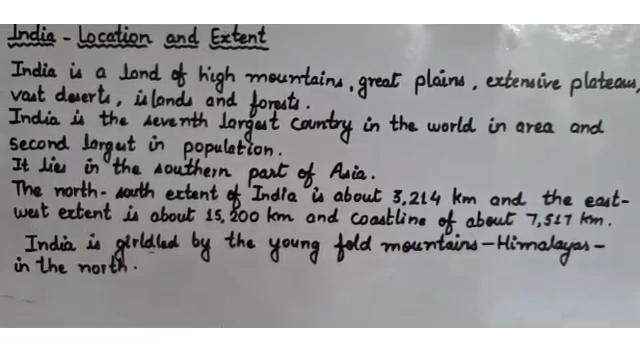 India - Location and Extent
India is a land of high mountains, great plains, extensive plateaus,
vast deserts, islands and forests.
India is the seventh largest country in the world in area and
second largest in population.
It lies in the southern part of Asia.
The north-south extent of India is about 3,214 km and the east-
west extent is about 15,200 km and coastline of about 7,517 km.
India is girldled by the young fold mountains - Himalayas -
in the north.